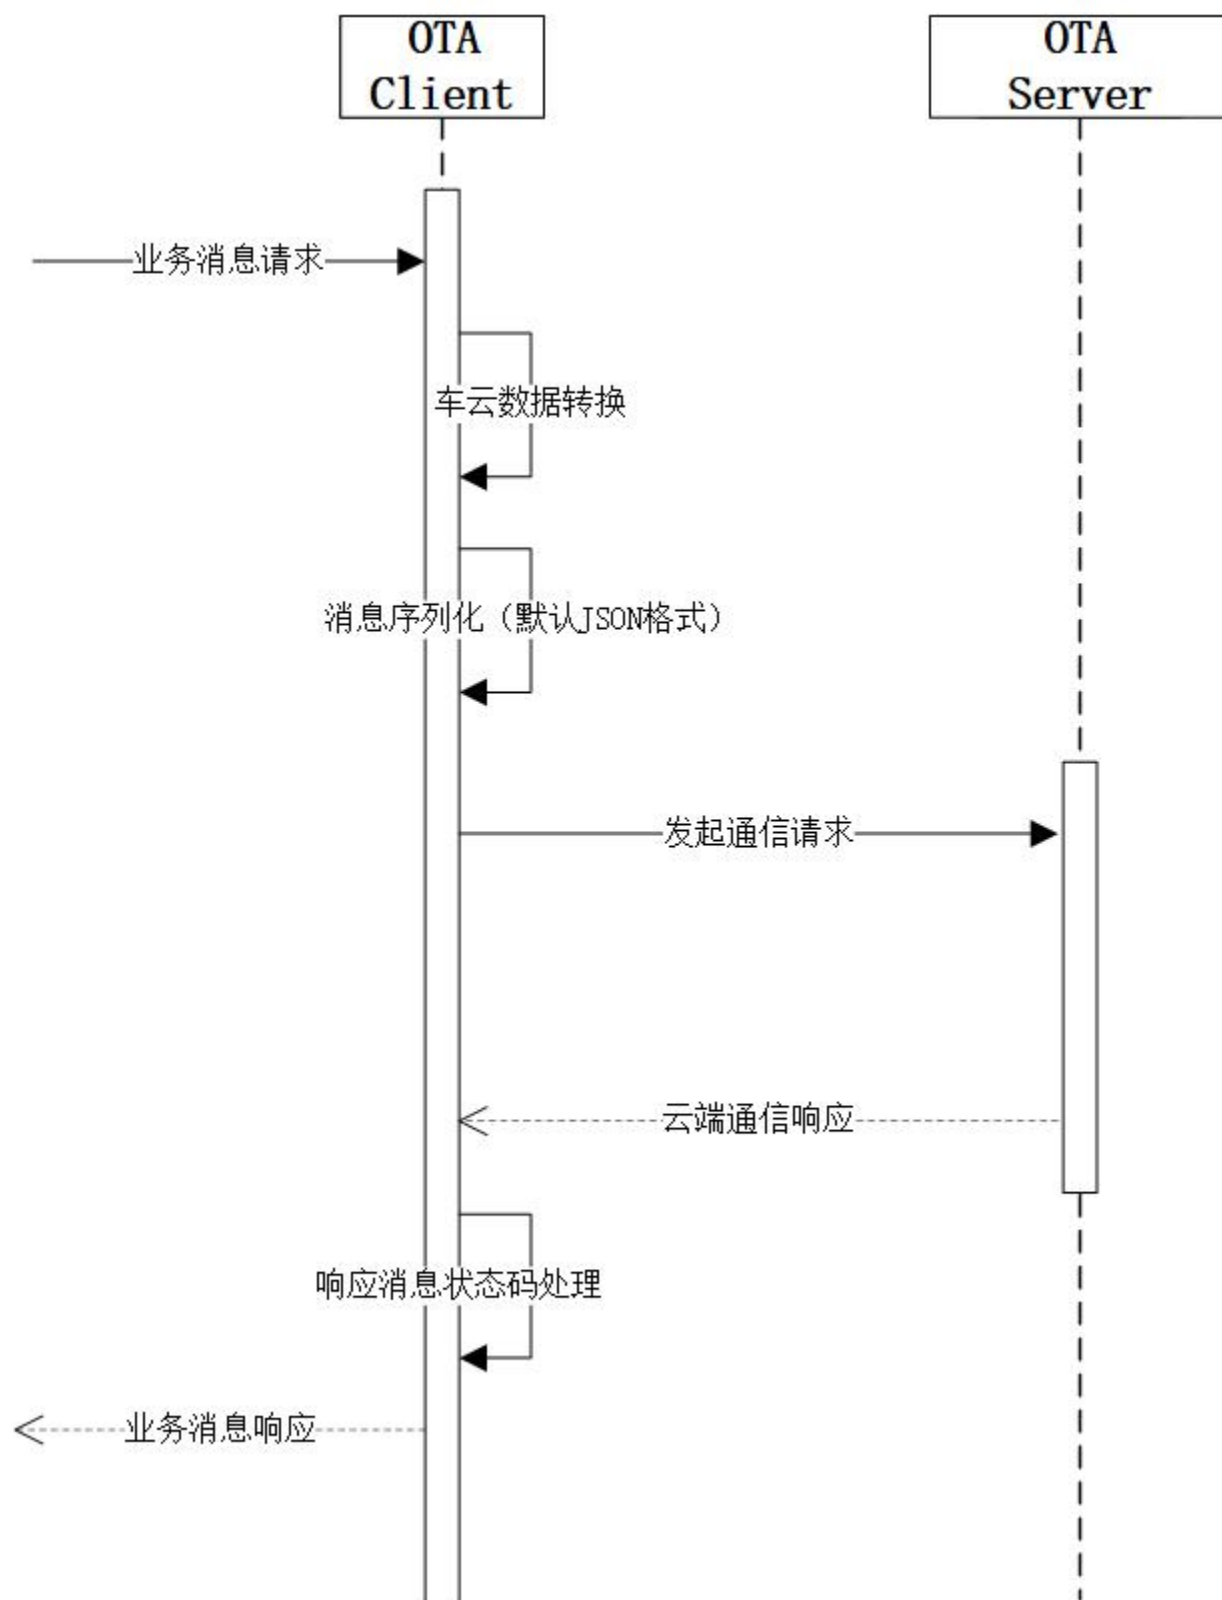 OTA
Client
OTA
Server
业务消息请求
车云数据转换
消息序列化（默认JSON格式）
发起通信请求
云端通信响应
响应消息状态码处理
业务消息响应